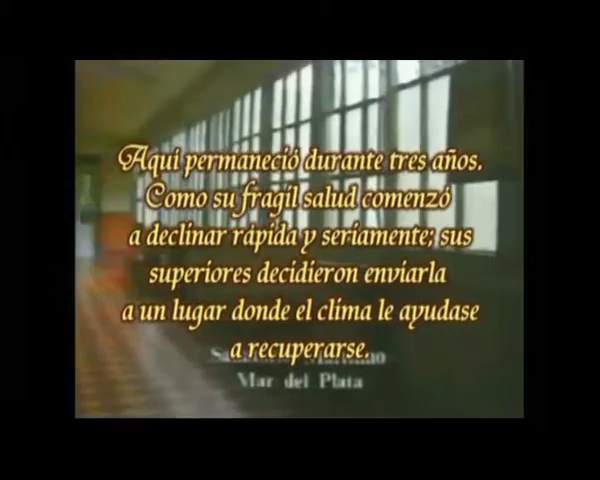 Aquí permaneció durante tres años.
Como su fragil salud comenzó
a declinar rápida y seriamente; sus
superiores decidieron enviarla
a un lugar donde el clima le ayudase
a recuperarse.
Mar del Plata